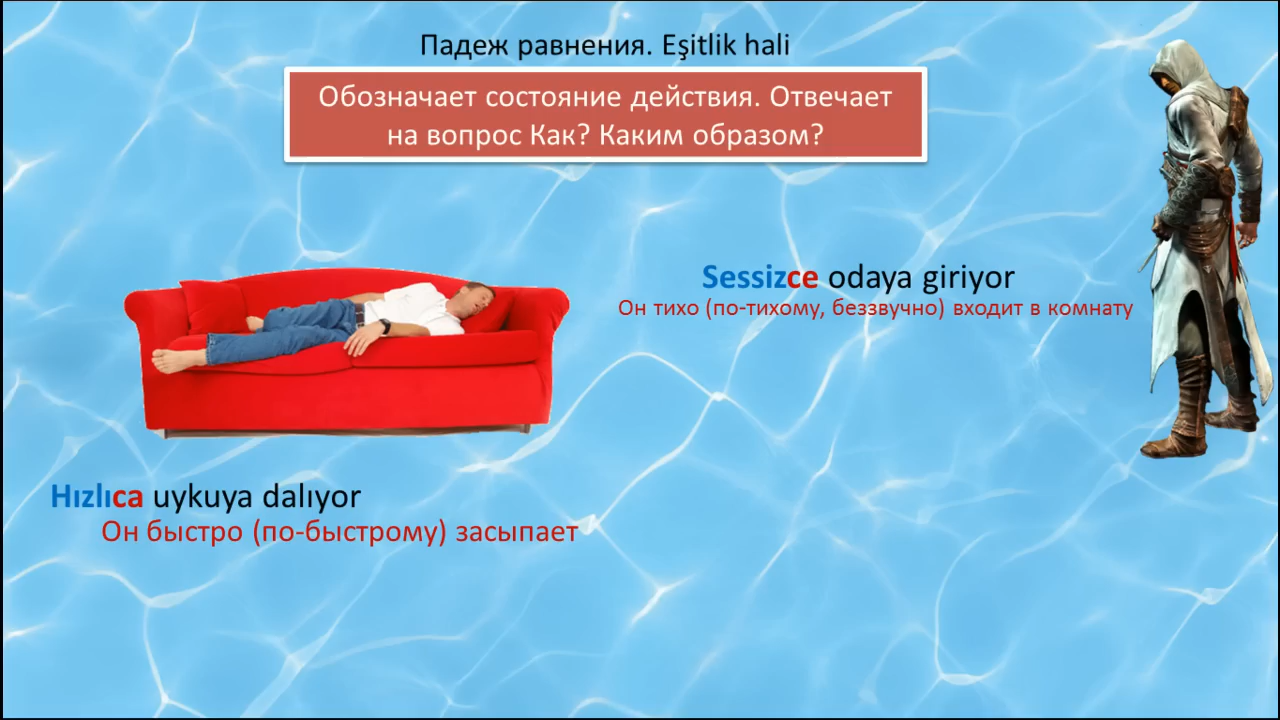 Падеж равнения. Eşitlik hali
Обозначает состояние действия. Отвечает
на вопрос Как? Каким образом?
Sessizce odaya giriyor
Он тихо (по-тихому, беззвучно) входит в комнату
Hızlıca uykuya dalıyor
Он быстро (по-быстрому) засыпает